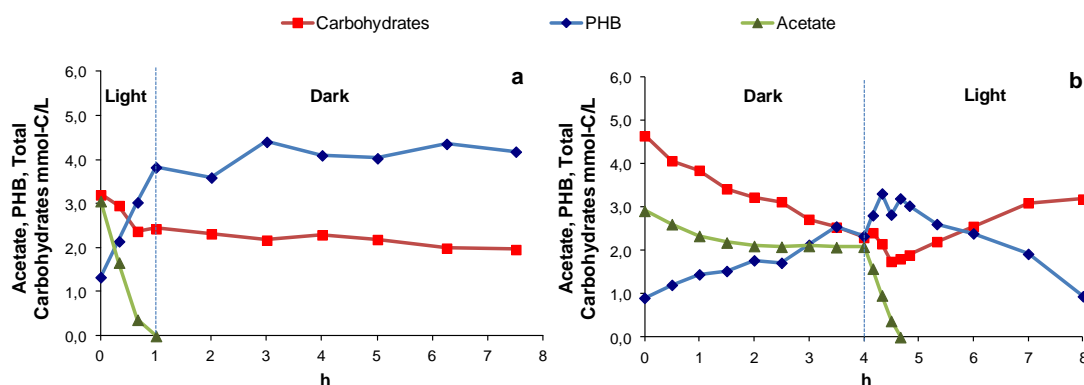 Carbohydrates PHB Acetate
Acetate, PHB, Total
Carbohydrates mmol-C/L
6,0
5,0
4,0
3,0
2,0
1,0
0,0
a
Light Dark
0 1 2 3 4 5 6 7 8
h
Acetate, PHB, Total
Carbohydrates mmol-C/L
6,0
5,0
4,0
3,0
2,0
1,0
0,0
b
Dark Light
0 1 2 3 4 5 6 7 8
h